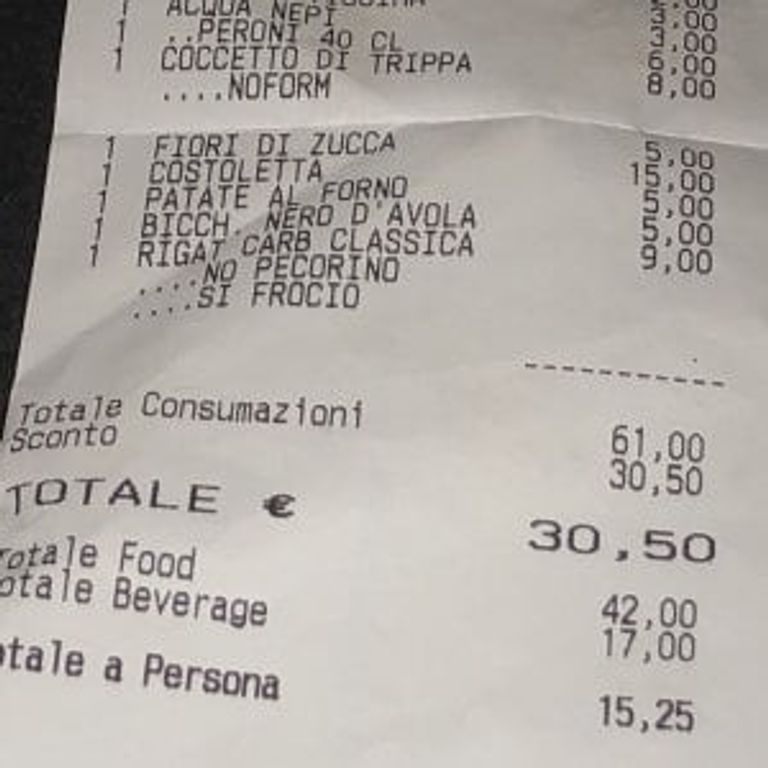 1 ACQUA NEPI 3,00
1 ..PERONI 40 CL 3,00
1 COCCETTO DI TRIPPA 6,00
....NOFORM 8,00
1 FIORI DI ZUCCA 5,00
1 COSTOLETTA 15,00
1 PATATE AL FORNO 5,00
1 BICCH. NERO D'AVOLA 5,00
1 RIGAT CARB CLASSICA 9,00
....NO PECORINO
....SI FROCIO
-----------
Totale Consumazioni 61,00
Sconto 30,50
TOTALE € 30,50
Totale Food 42,00
otale Beverage 17,00
otale a Persona 15,25